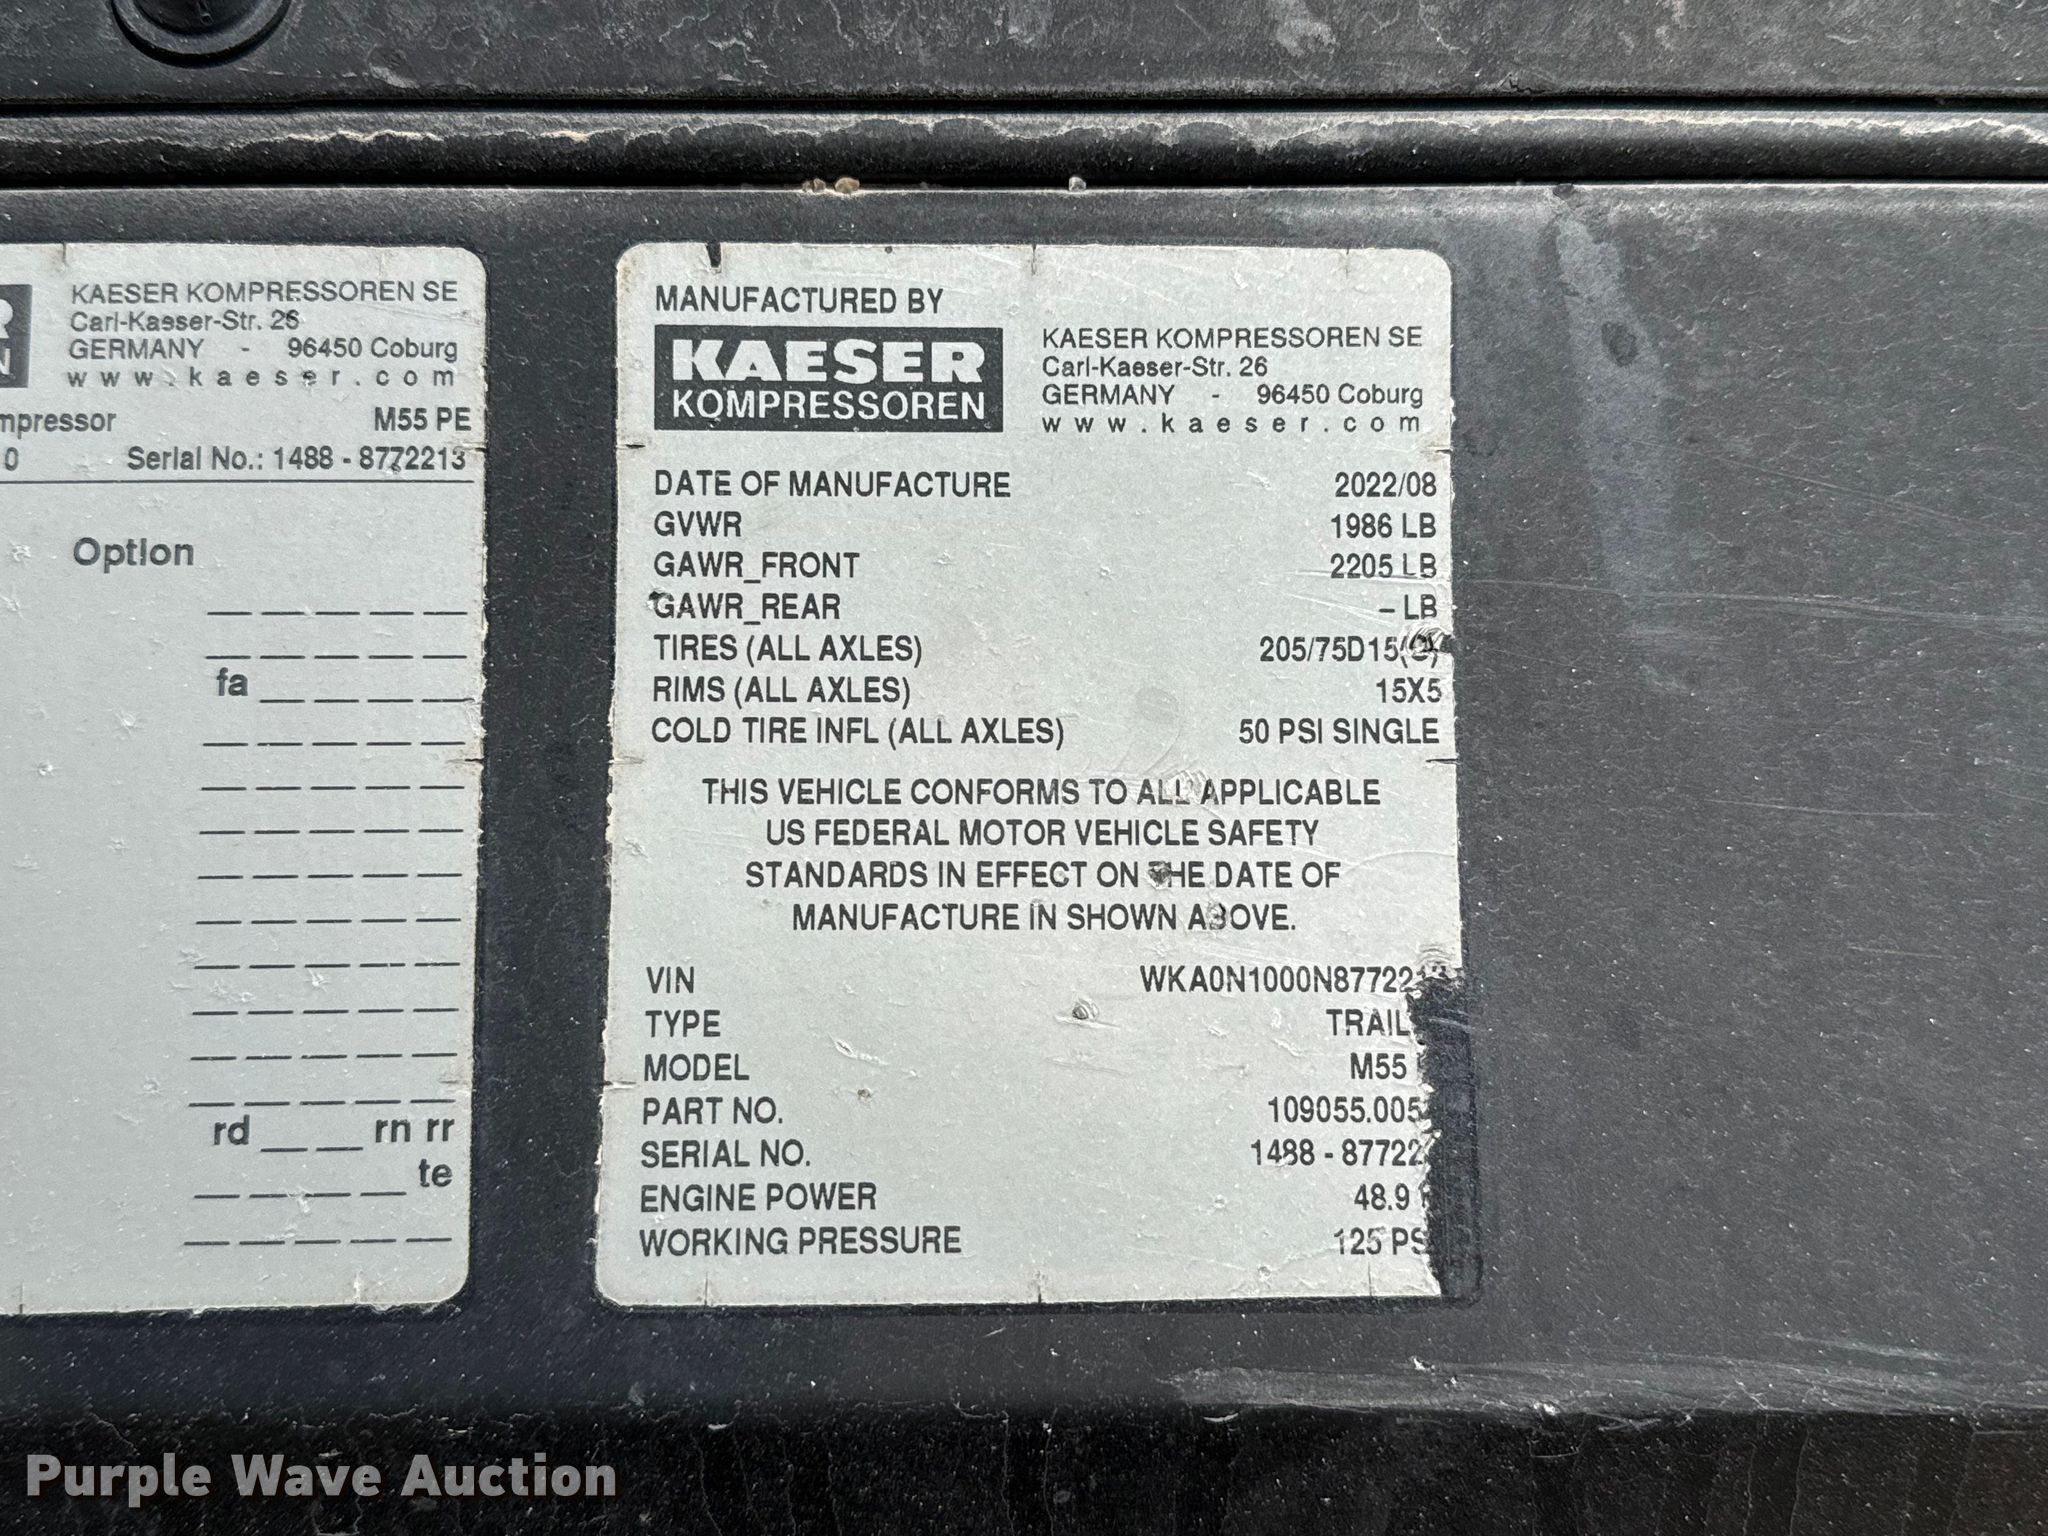 KAESER KOMPRESSOREN SE
Carl-Kaeser-Str. 26
GERMANY - 96450 Coburg
www.kaeser.com
mpressor M55 PE
0 Serial No.: 1488 - 8772213
Option
fa
rd rn rr
te
MANUFACTURED BY
KAESER
KOMPRESSOREN
KAESER KOMPRESSOREN SE
Carl-Kaeser-Str. 26
GERMANY - 96450 Coburg
www.kaeser.com
DATE OF MANUFACTURE 2022/08
GVWR 1986 LB
GAWR_FRONT 2205 LB
GAWR_REAR – LB
TIRES (ALL AXLES) 205/75D15(C)
RIMS (ALL AXLES) 15X5
COLD TIRE INFL (ALL AXLES) 50 PSI SINGLE
THIS VEHICLE CONFORMS TO ALL APPLICABLE
US FEDERAL MOTOR VEHICLE SAFETY
STANDARDS IN EFFECT ON THE DATE OF
MANUFACTURE IN SHOWN ABOVE.
VIN WKA0N1000N877221
TYPE TRAIL
MODEL M55
PART NO. 109055.005
SERIAL NO. 1488 - 87722
ENGINE POWER 48.9
WORKING PRESSURE 125 PS
Purple Wave Auction